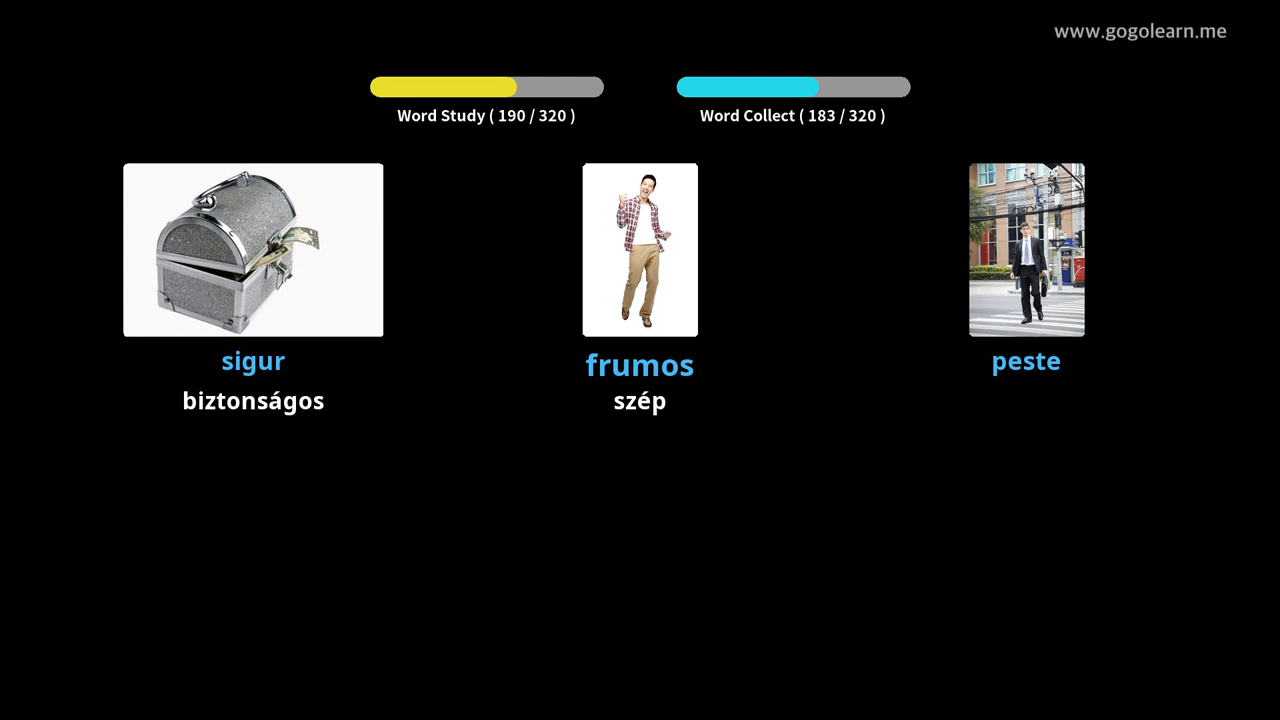 www.gogolearn.me
Word Study ( 190 / 320 )
Word Collect ( 183 / 320 )
sigur
frumos
peste
biztonságos
szép